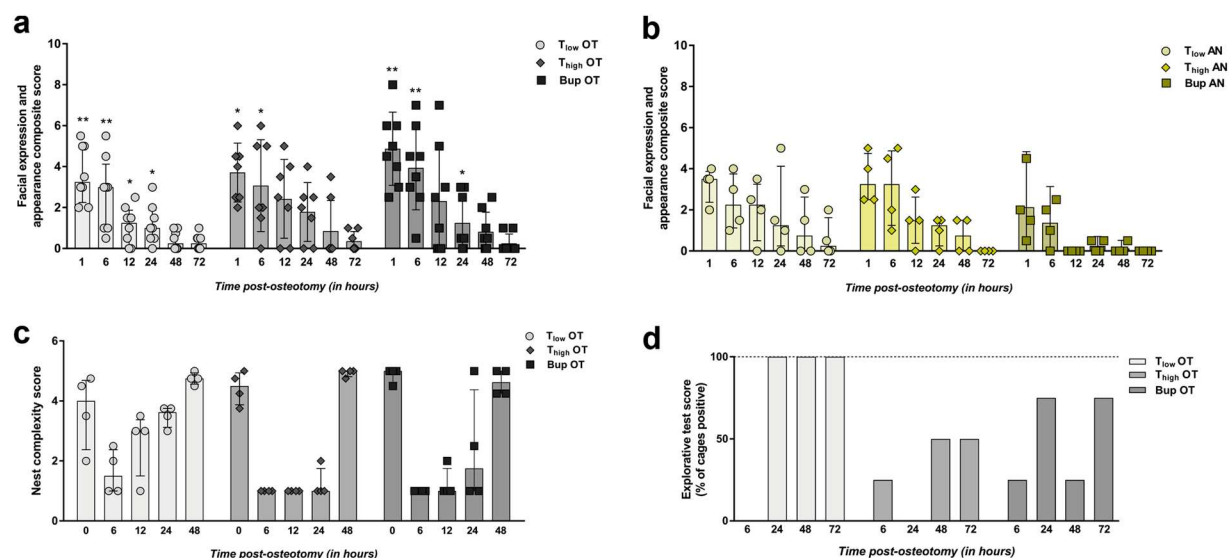 a
Facial expression and
appearance composite score
10
8
6
4
2
0
** ** * *
* *
** ** *
1 6 12 24 48 72 1 6 12 24 48 72 1 6 12 24 48 72
Time post-osteotomy (in hours)
Tlow OT
Thigh OT
Bup OT
b
Facial expression and
appearance composite score
10
8
6
4
2
0
1 6 12 24 48 72 1 6 12 24 48 72 1 6 12 24 48 72
Time post-osteotomy (in hours)
Tlow AN
Thigh AN
Bup AN
c
Nest complexity score
6
4
2
0
0 6 12 24 48 0 6 12 24 48 0 6 12 24 48
Time post-osteotomy (in hours)
Tlow OT
Thigh OT
Bup OT
d
Explorative test score
(% of cages positive)
100
50
0
6 24 48 72 6 24 48 72 6 24 48 72
Time post-osteotomy (in hours)
Tlow OT
Thigh OT
Bup OT